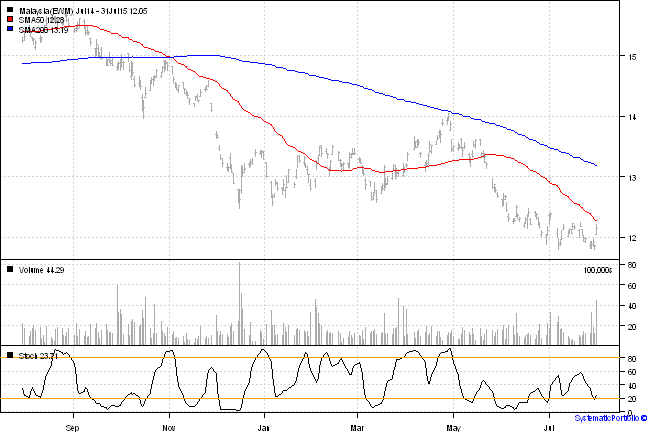 Malaysia(EWM) Jul14 - 31Jul15 12.05
SMA50 12.28
SMA200 13.19
15
14
13
12
Volume 44.29
100,000s
80
60
40
20
Stoch 23.71
80
60
40
20
0
Sep Nov Jan Mar May Jul
SystematicPortfolio ©